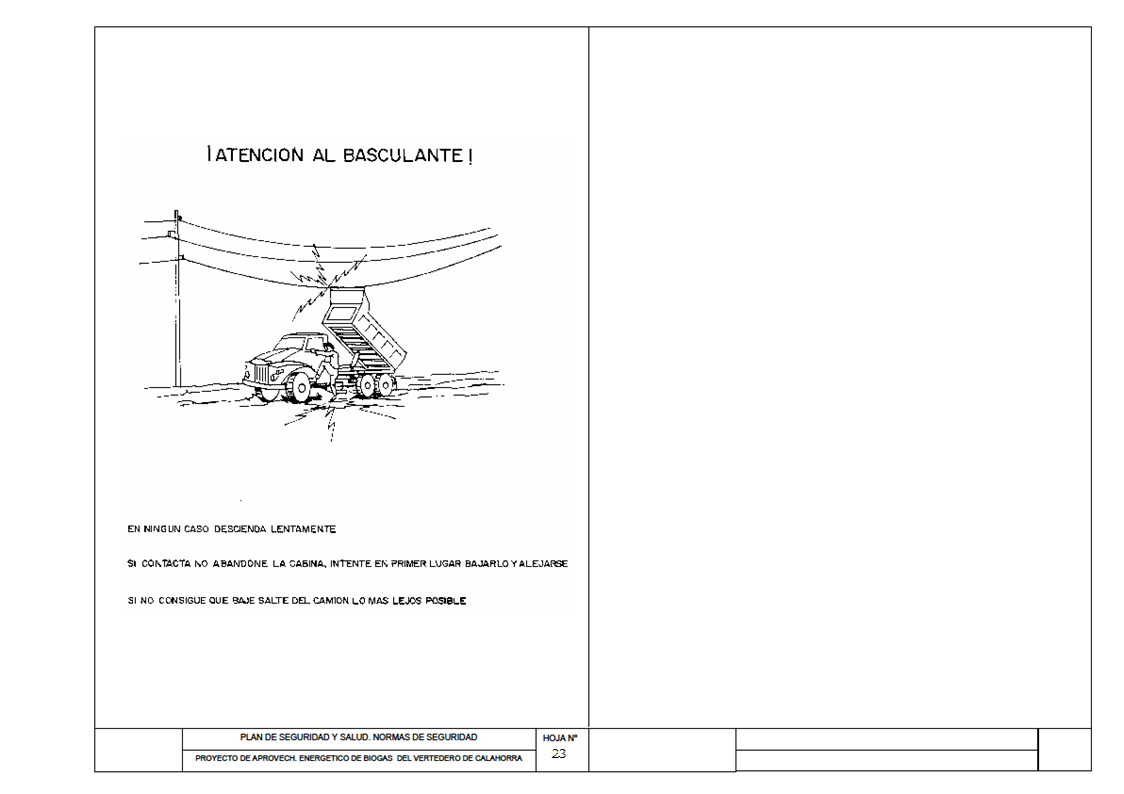 ¡ATENCION AL BASCULANTE!
EN NINGUN CASO DESCIENDA LENTAMENTE
SI CONTACTA NO ABANDONE LA CABINA, INTENTE EN PRIMER LUGAR BAJARLO Y ALEJARSE
SI NO CONSIGUE QUE BAJE SALTE DEL CAMION LO MAS LEJOS POSIBLE
PLAN DE SEGURIDAD Y SALUD. NORMAS DE SEGURIDAD
PROYECTO DE APROVECH. ENERGETICO DE BIOGAS DEL VERTEDERO DE CALAHORRA
HOJA Nº
23